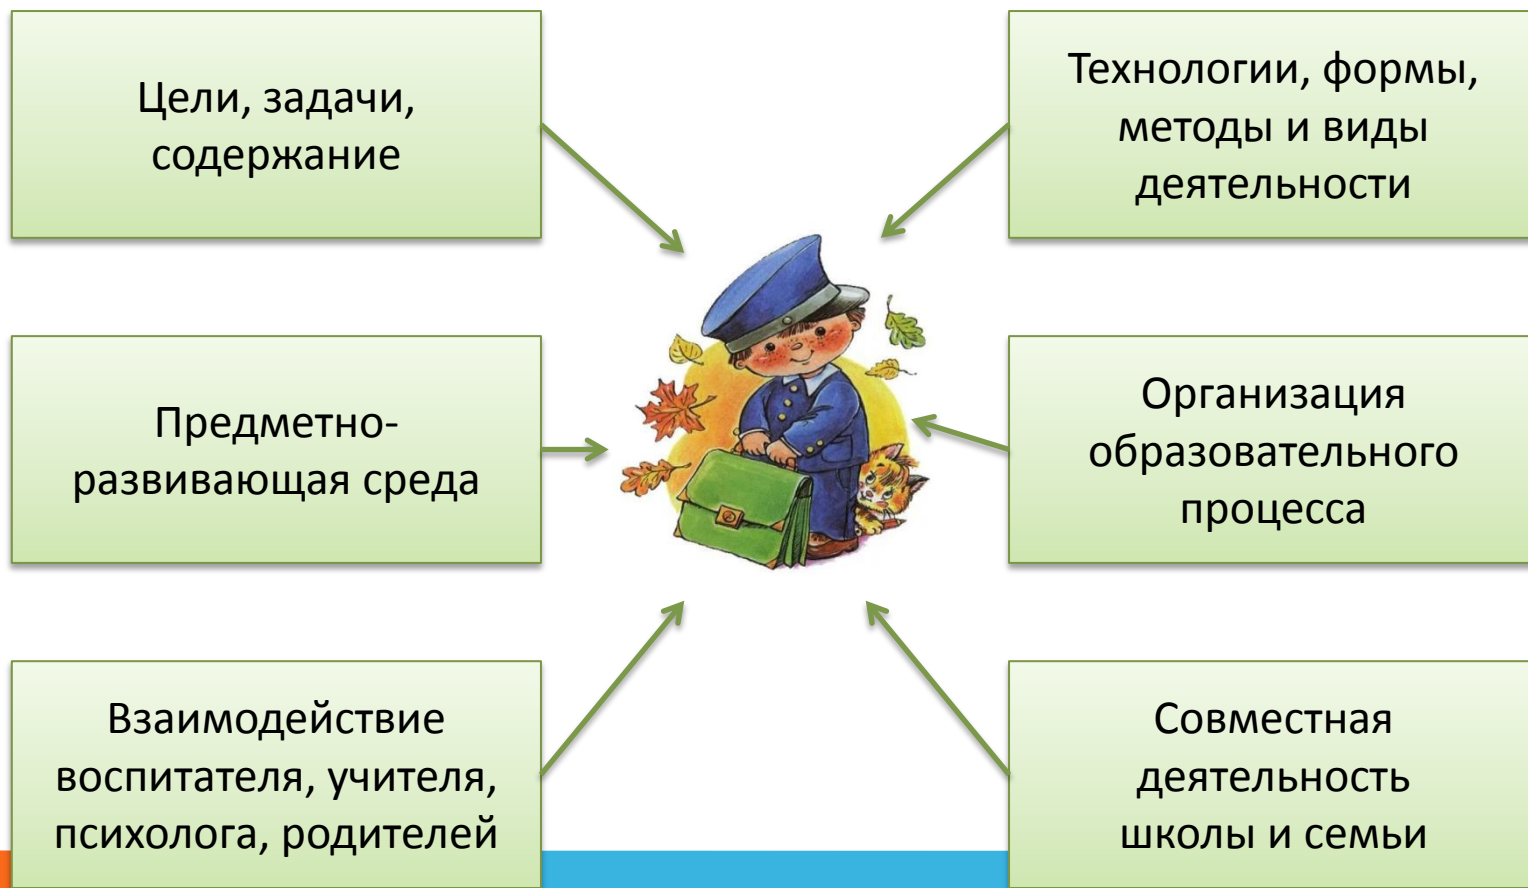 Цели, задачи,
содержание
Технологии, формы,
методы и виды
деятельности
Предметно-
развивающая среда
Организация
образовательного
процесса
Взаимодействие
воспитателя, учителя,
психолога, родителей
Совместная
деятельность
школы и семьи